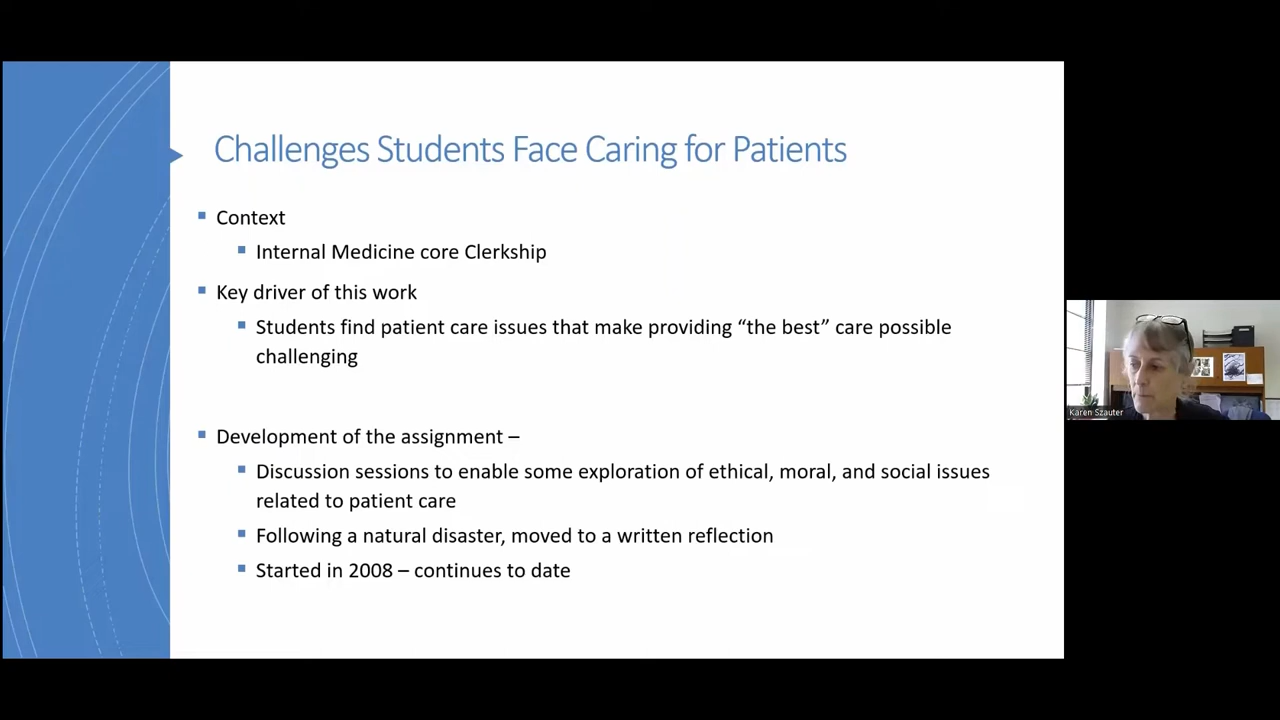 Challenges Students Face Caring for Patients
Context
Internal Medicine core Clerkship
Key driver of this work
Students find patient care issues that make providing “the best” care possible
challenging
Development of the assignment –
Discussion sessions to enable some exploration of ethical, moral, and social issues
related to patient care
Following a natural disaster, moved to a written reflection
Started in 2008 – continues to date
Karen Szauter